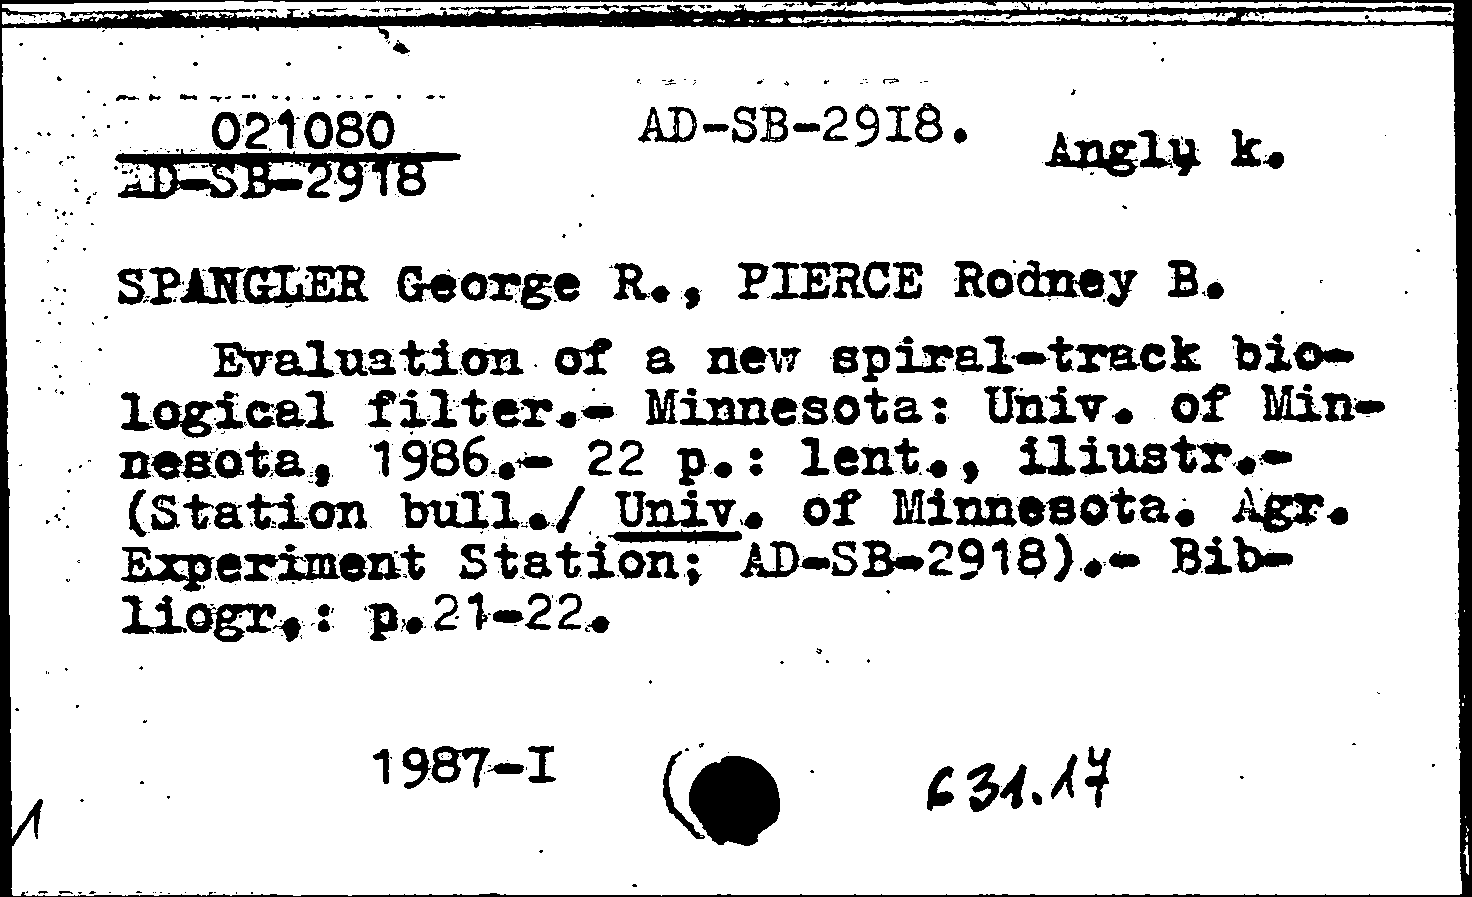 021080
AD-SB-2918
AD-SB-29I8.
Anglų k.
SPANGLER George R., PIERCE Rodney B.
Evaluation of a new spiral-track bio-
logical filter.- Minnesota: Univ. of Min-
nesota, 1986.- 22 p.: lent., iliustr.-
(Station bull./ Univ. of Minnesota. Agr.
Experiment Station; AD-SB-2918).- Bib-
liogr,: p.21-22.
1987-I
631.17
1